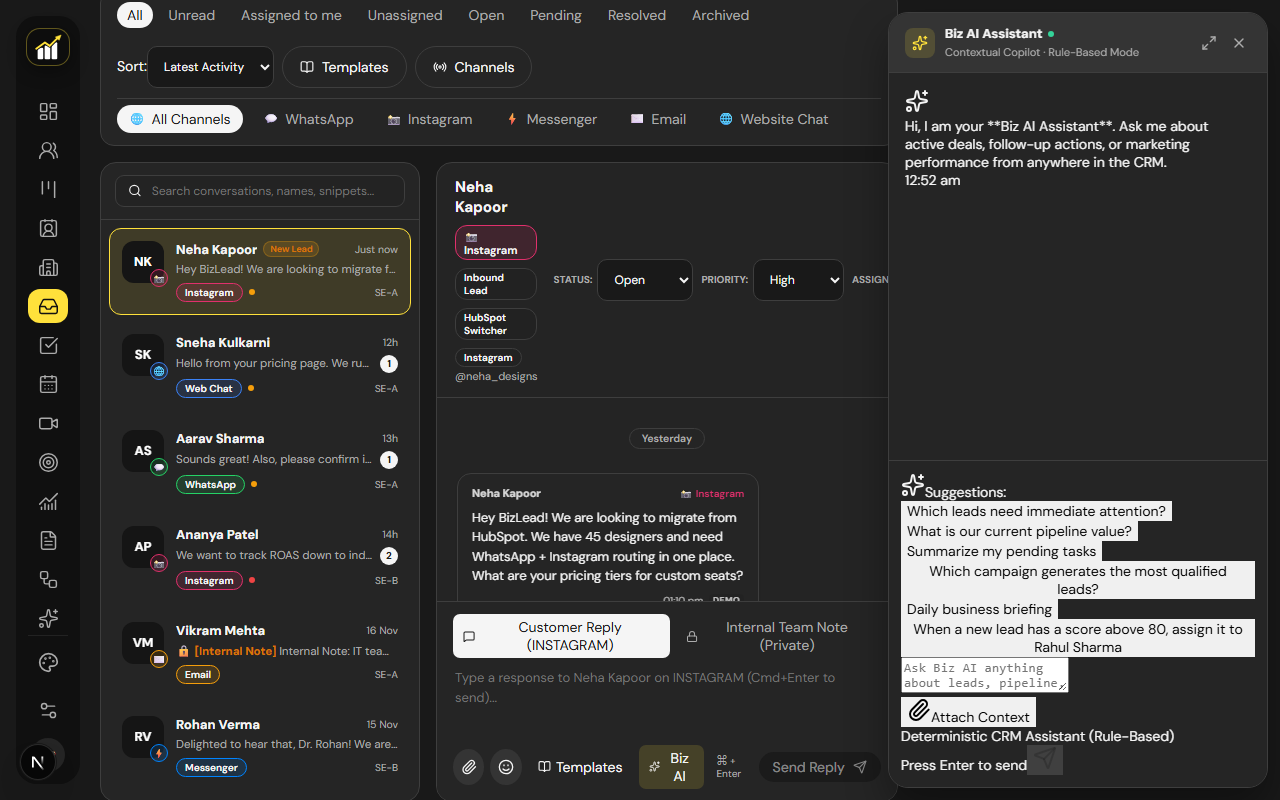 All Unread Assigned to me Unassigned Open Pending Resolved Archived
Sort: Latest Activity Templates Channels
All Channels WhatsApp Instagram Messenger Email Website Chat
Search conversations, names, snippets...
NK Neha Kapoor New Lead Just now
Hey BizLead! We are looking to migrate f...
Instagram SE-A
SK Sneha Kulkarni 12h
Hello from your pricing page. We ru... 1
Web Chat SE-A
AS Aarav Sharma 13h
Sounds great! Also, please confirm i... 1
WhatsApp SE-A
AP Ananya Patel 14h
We want to track ROAS down to ind... 2
Instagram SE-B
VM Vikram Mehta 16 Nov
[Internal Note] Internal Note: IT tea...
Email SE-A
RV Rohan Verma 15 Nov
Delighted to hear that, Dr. Rohan! We are...
Messenger SE-B
N
Neha
Kapoor
Instagram
Inbound
Lead
HubSpot
Switcher
Instagram
@neha_designs
STATUS: Open PRIORITY: High ASSIGN
Yesterday
Neha Kapoor Instagram
Hey BizLead! We are looking to migrate from
HubSpot. We have 45 designers and need
WhatsApp + Instagram routing in one place.
What are your pricing tiers for custom seats?
01:10 pm DEMO
Customer Reply
(INSTAGRAM)
Internal Team Note
(Private)
Type a response to Neha Kapoor on INSTAGRAM (Cmd+Enter to
send)...
Templates
Biz
AI
⌘ +
Enter
Send Reply
Biz AI Assistant
Contextual Copilot · Rule-Based Mode
Hi, I am your **Biz AI Assistant**. Ask me about
active deals, follow-up actions, or marketing
performance from anywhere in the CRM.
12:52 am
Suggestions:
Which leads need immediate attention?
What is our current pipeline value?
Summarize my pending tasks
Which campaign generates the most qualified
leads?
Daily business briefing
When a new lead has a score above 80, assign it to
Rahul Sharma
Ask Biz AI anything
about leads, pipeline,
Attach Context
Deterministic CRM Assistant (Rule-Based)
Press Enter to send